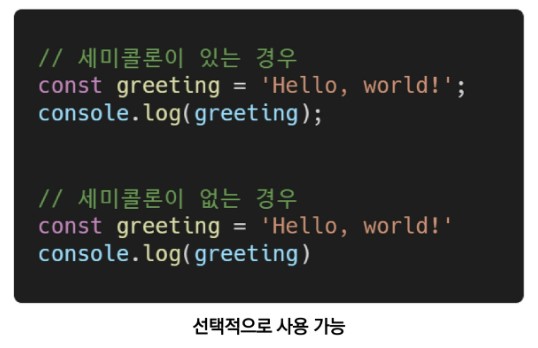 // 세미콜론이 있는 경우
const greeting = 'Hello, world!';
console.log(greeting);
// 세미콜론이 없는 경우
const greeting = 'Hello, world!'
console.log(greeting)
선택적으로 사용 가능